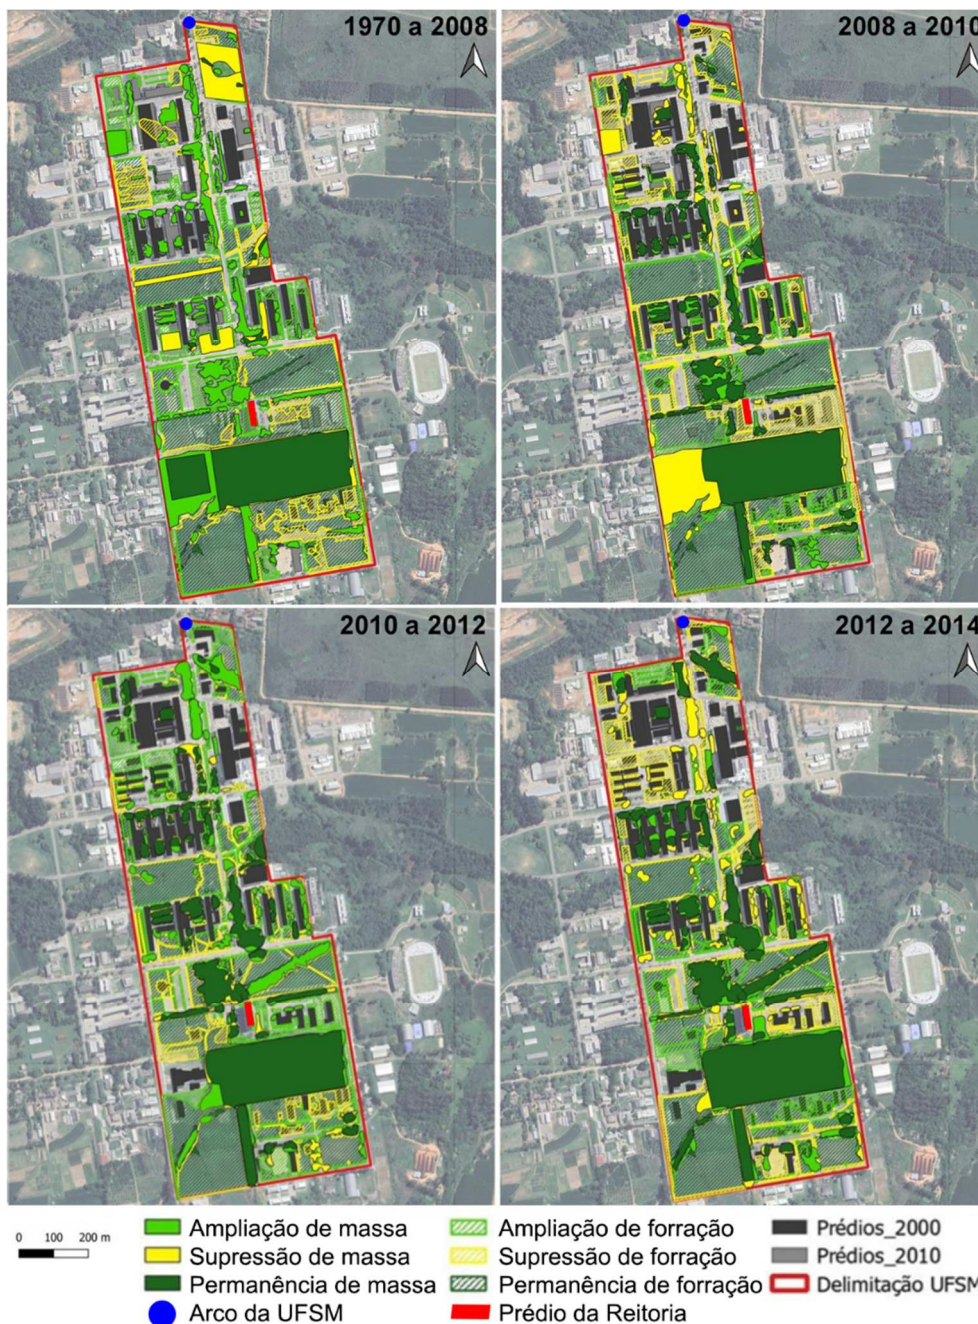 1970 a 2008
2008 a 2010
2010 a 2012
2012 a 2014
0 100 200 m
Ampliação de massa
Supressão de massa
Permanência de massa
Arco da UFSM
Ampliação de forração
Supressão de forração
Permanência de forração
Prédio da Reitoria
Prédios_2000
Prédios_2010
Delimitação UFSM